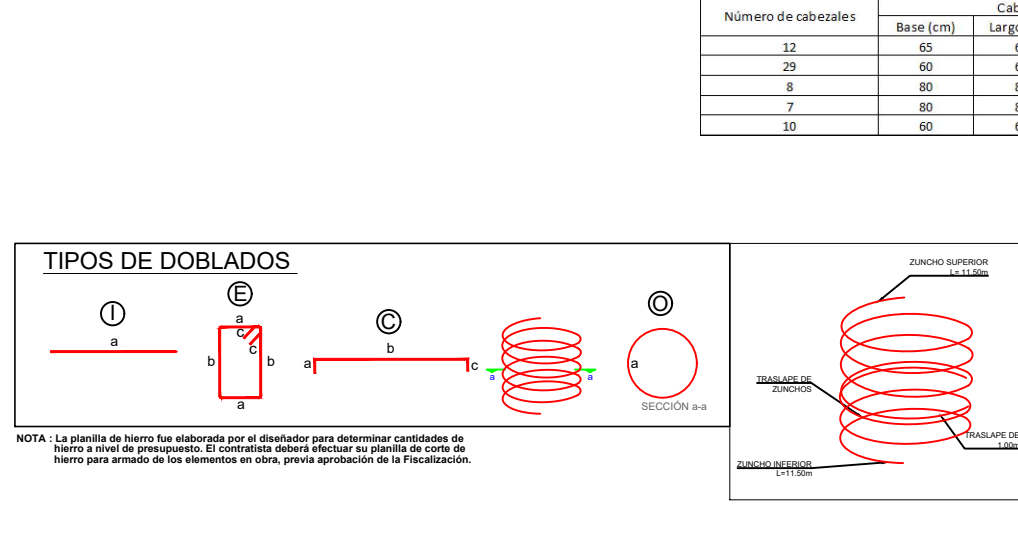 Número de cabezales
Base (cm)
12 65
29 60
8 80
7 80
10 60
TIPOS DE DOBLADOS
I
a
E
a
c
c
b b
a
C
b
a c
a a
O
a
SECCIÓN a-a
NOTA : La planilla de hierro fue elaborada por el diseñador para determinar cantidades de
hierro a nivel de presupuesto. El contratista deberá efectuar su planilla de corte de
hierro para armado de los elementos en obra, previa aprobación de la Fiscalización.
ZUNCHO SUPERIOR
L= 11.50m
TRASLAPE DE
ZUNCHOS
TRASLAPE DE
1.00m
ZUNCHO INFERIOR
L=11.50m